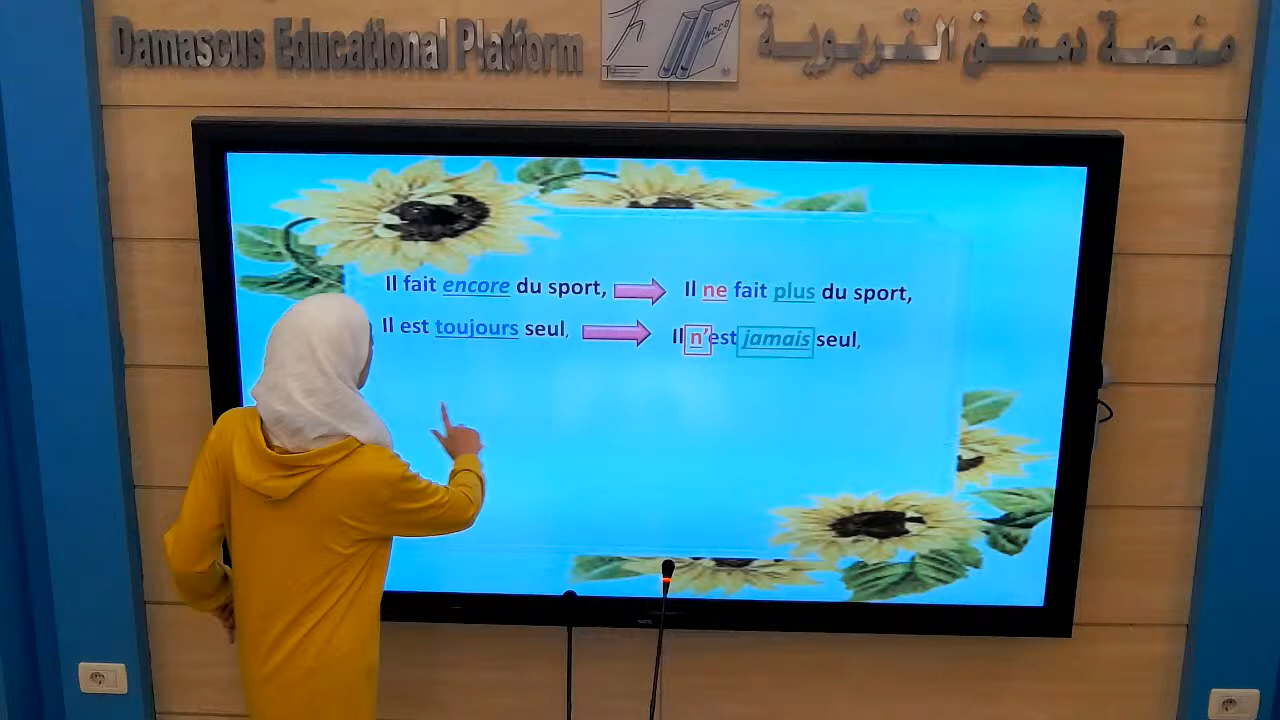 Damascus Educational Platform
منصة دمشق التربوية
NCCD
Il fait encore du sport, Il ne fait plus du sport,
Il est toujours seul, Il n'est jamais seul,